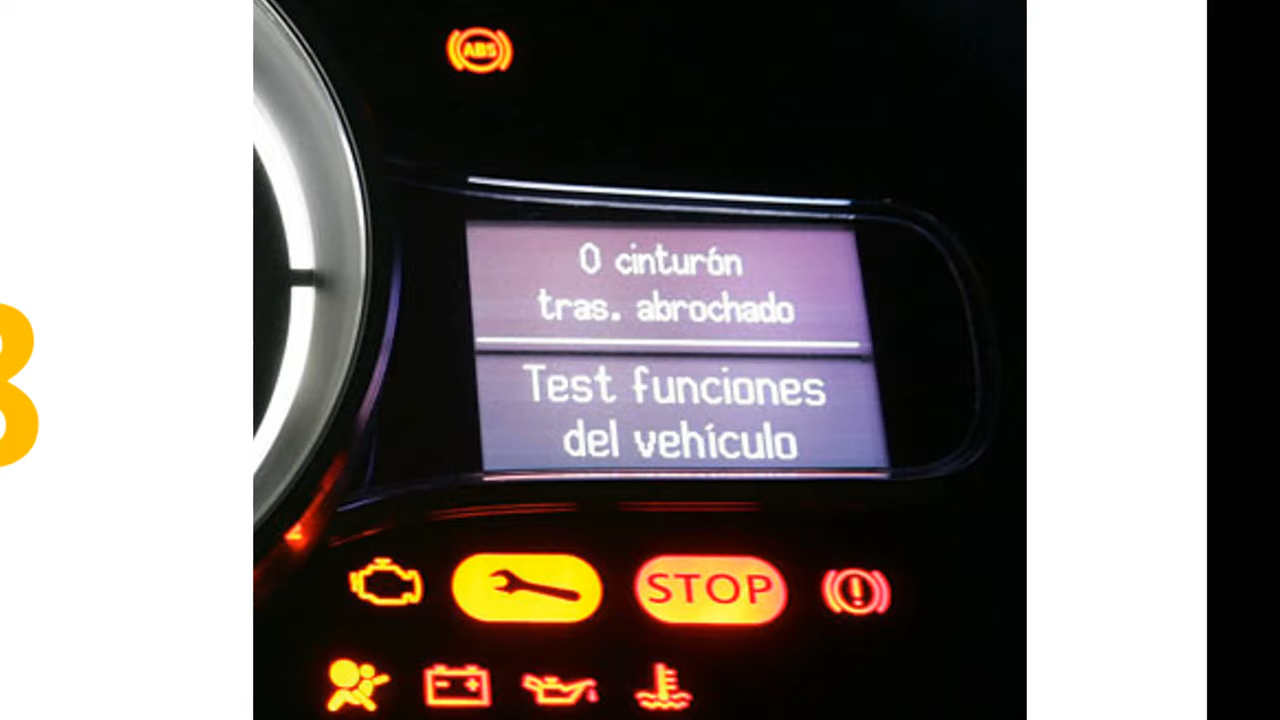 ABS
0 cinturón
tras. abrochado
Test funciones
del vehículo
STOP